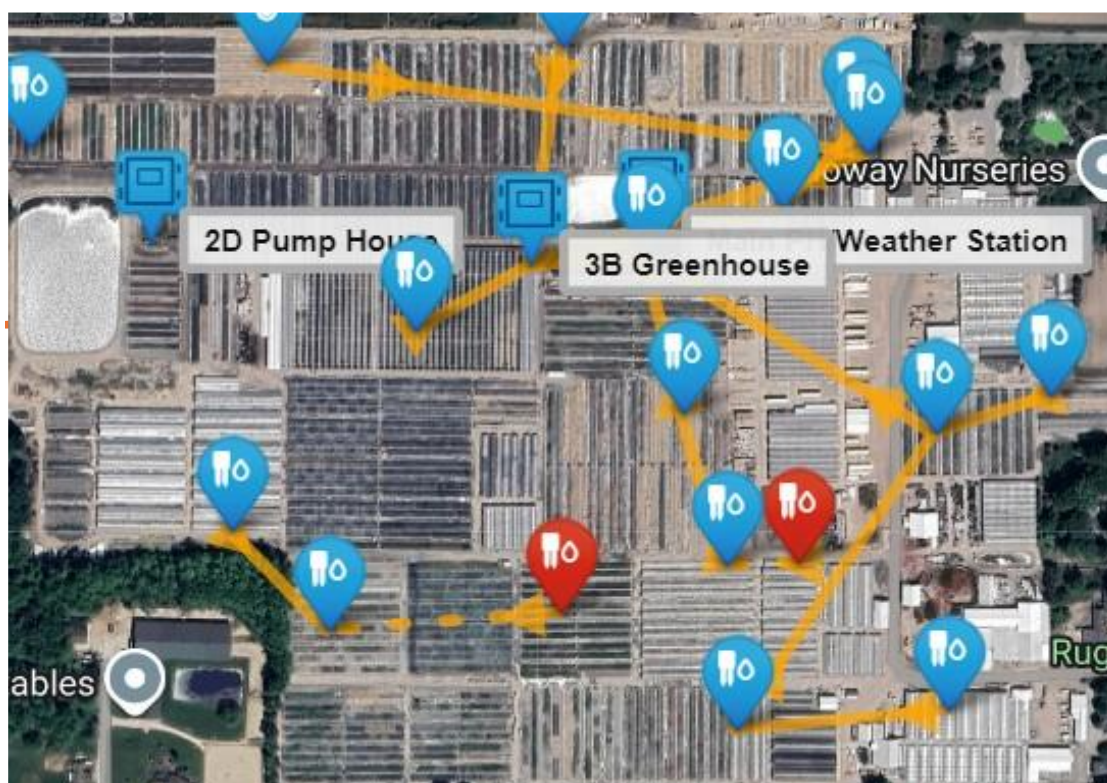 oway Nurseries
2D Pump House
/Weather Station
3B Greenhouse
Rug
ables